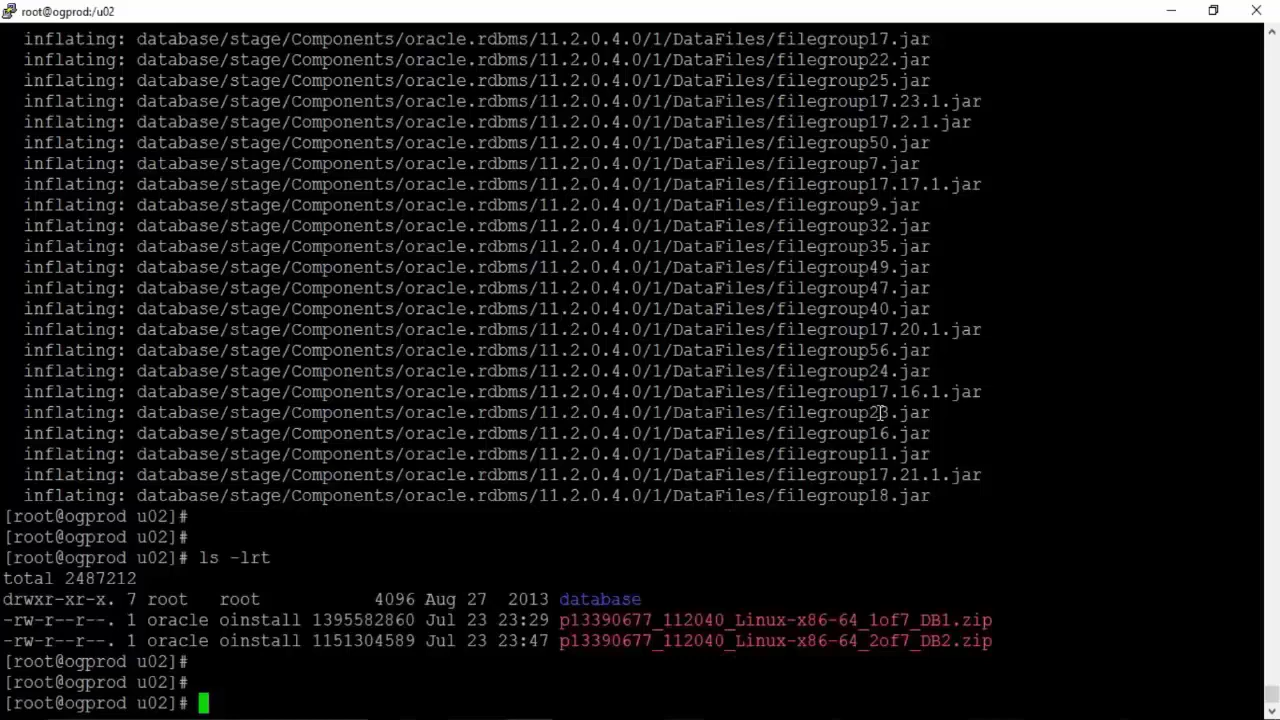 root@ogprod:/u02
inflating: database/stage/Components/oracle.rdbms/11.2.0.4.0/1/DataFiles/filegroup17.jar
inflating: database/stage/Components/oracle.rdbms/11.2.0.4.0/1/DataFiles/filegroup22.jar
inflating: database/stage/Components/oracle.rdbms/11.2.0.4.0/1/DataFiles/filegroup25.jar
inflating: database/stage/Components/oracle.rdbms/11.2.0.4.0/1/DataFiles/filegroup17.23.1.jar
inflating: database/stage/Components/oracle.rdbms/11.2.0.4.0/1/DataFiles/filegroup17.2.1.jar
inflating: database/stage/Components/oracle.rdbms/11.2.0.4.0/1/DataFiles/filegroup50.jar
inflating: database/stage/Components/oracle.rdbms/11.2.0.4.0/1/DataFiles/filegroup7.jar
inflating: database/stage/Components/oracle.rdbms/11.2.0.4.0/1/DataFiles/filegroup17.17.1.jar
inflating: database/stage/Components/oracle.rdbms/11.2.0.4.0/1/DataFiles/filegroup9.jar
inflating: database/stage/Components/oracle.rdbms/11.2.0.4.0/1/DataFiles/filegroup32.jar
inflating: database/stage/Components/oracle.rdbms/11.2.0.4.0/1/DataFiles/filegroup35.jar
inflating: database/stage/Components/oracle.rdbms/11.2.0.4.0/1/DataFiles/filegroup49.jar
inflating: database/stage/Components/oracle.rdbms/11.2.0.4.0/1/DataFiles/filegroup47.jar
inflating: database/stage/Components/oracle.rdbms/11.2.0.4.0/1/DataFiles/filegroup40.jar
inflating: database/stage/Components/oracle.rdbms/11.2.0.4.0/1/DataFiles/filegroup17.20.1.jar
inflating: database/stage/Components/oracle.rdbms/11.2.0.4.0/1/DataFiles/filegroup56.jar
inflating: database/stage/Components/oracle.rdbms/11.2.0.4.0/1/DataFiles/filegroup24.jar
inflating: database/stage/Components/oracle.rdbms/11.2.0.4.0/1/DataFiles/filegroup17.16.1.jar
inflating: database/stage/Components/oracle.rdbms/11.2.0.4.0/1/DataFiles/filegroup23.jar
inflating: database/stage/Components/oracle.rdbms/11.2.0.4.0/1/DataFiles/filegroup16.jar
inflating: database/stage/Components/oracle.rdbms/11.2.0.4.0/1/DataFiles/filegroup11.jar
inflating: database/stage/Components/oracle.rdbms/11.2.0.4.0/1/DataFiles/filegroup17.21.1.jar
inflating: database/stage/Components/oracle.rdbms/11.2.0.4.0/1/DataFiles/filegroup18.jar
[root@ogprod u02]#
[root@ogprod u02]#
[root@ogprod u02]# ls -lrt
total 2487212
drwxr-xr-x. 7 root   root           4096 Aug 27  2013 database
-rw-r--r--. 1 oracle oinstall 1395582860 Jul 23 23:29 p13390677_112040_Linux-x86-64_1of7_DB1.zip
-rw-r--r--. 1 oracle oinstall 1151304589 Jul 23 23:47 p13390677_112040_Linux-x86-64_2of7_DB2.zip
[root@ogprod u02]#
[root@ogprod u02]#
[root@ogprod u02]#